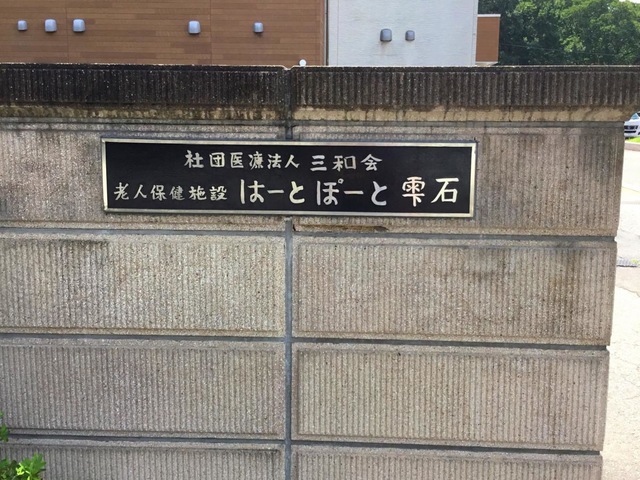 社団医療法人 三和会
老人保健施設 はーとぽーと 雫石